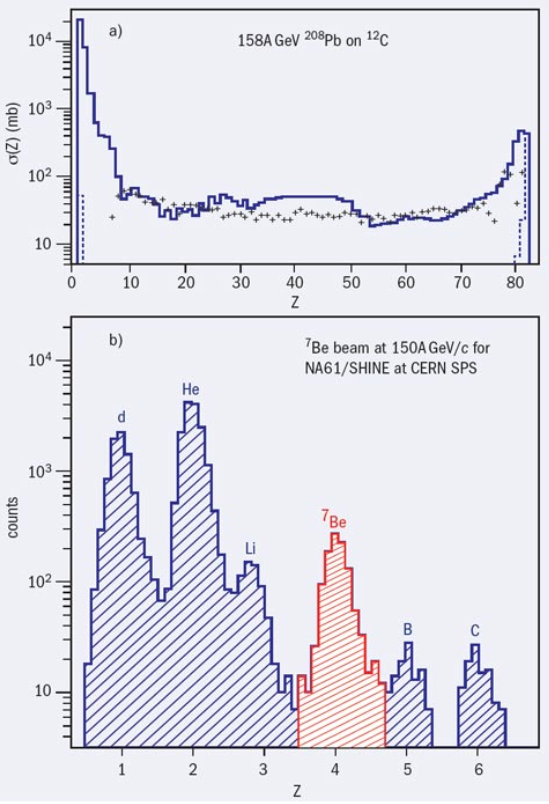 a)
158A GeV ²⁰⁸Pb on ¹²C
σ(Z) (mb)
10⁴
10³
10²
10
0 10 20 30 40 50 60 70 80
Z
b)
⁷Be beam at 150A GeV/c for
NA61/SHINE at CERN SPS
counts
10⁴
10³
10²
10
d
He
Li
⁷Be
B
C
1 2 3 4 5 6
Z